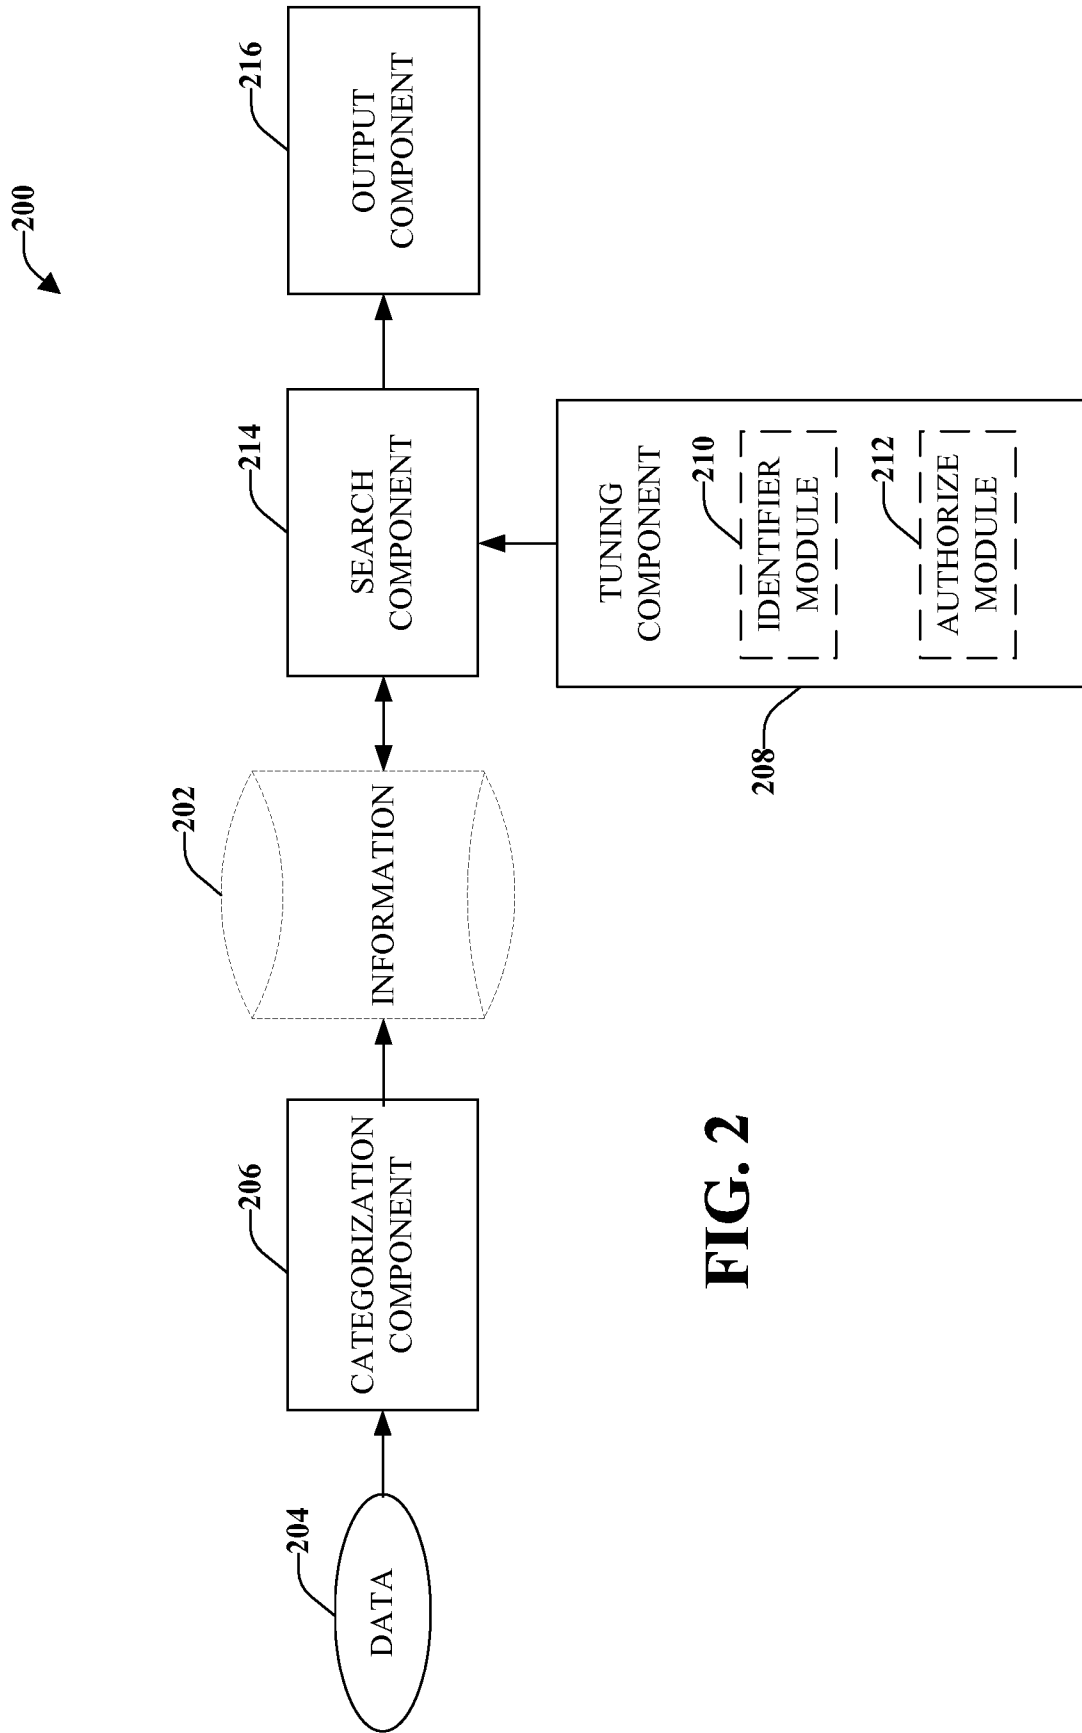 200
204
DATA
206
CATEGORIZATION
COMPONENT
202
INFORMATION
214
SEARCH
COMPONENT
216
OUTPUT
COMPONENT
208
TUNING
COMPONENT
210
IDENTIFIER
MODULE
212
AUTHORIZE
MODULE
FIG. 2